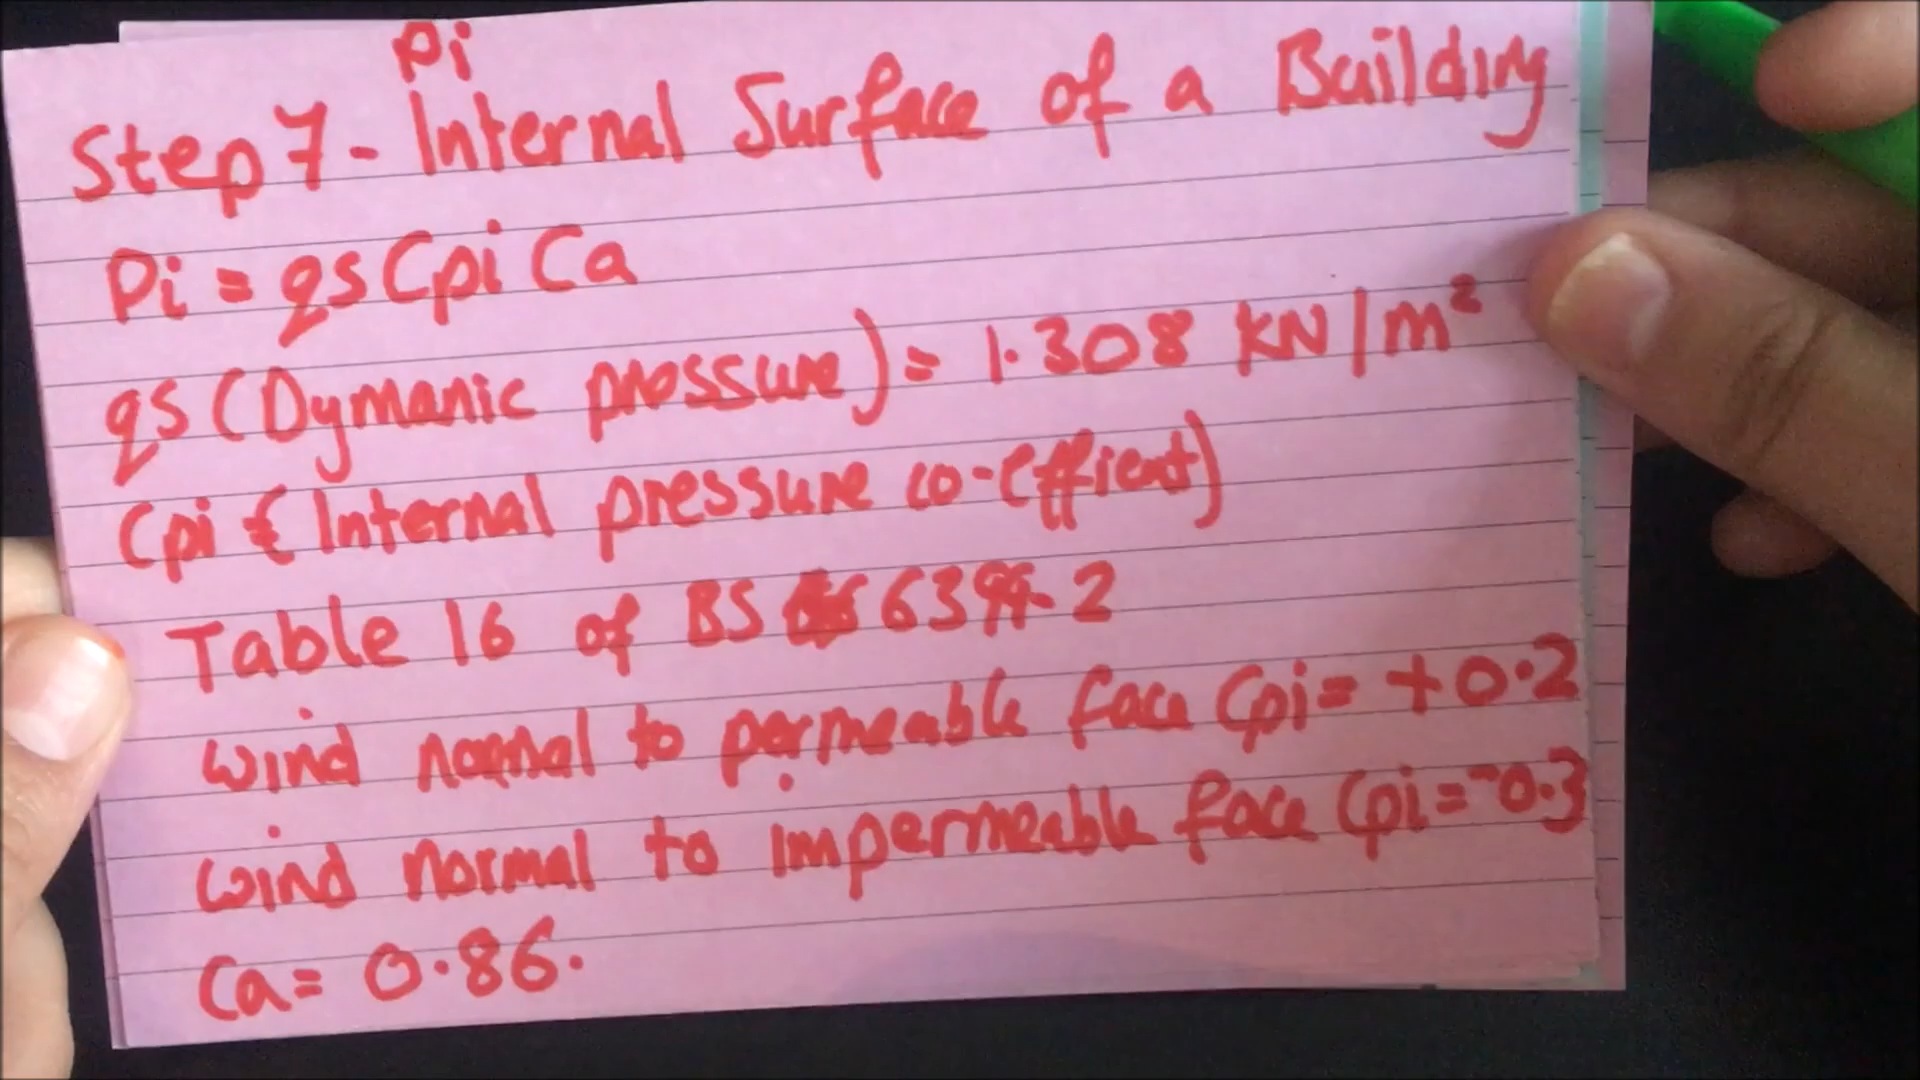 Pi
Step 7 - Internal Surface of a Building
Pi = qs Cpi Ca
qs (Dymanic pressure) = 1.308 KN/m²
Cpi { Internal pressure co-effient)
Table 16 of BS 6399-2
wind normal to permeable face Cpi = +0.2
wind normal to impermeable face Cpi = -0.3
Ca = 0.86.